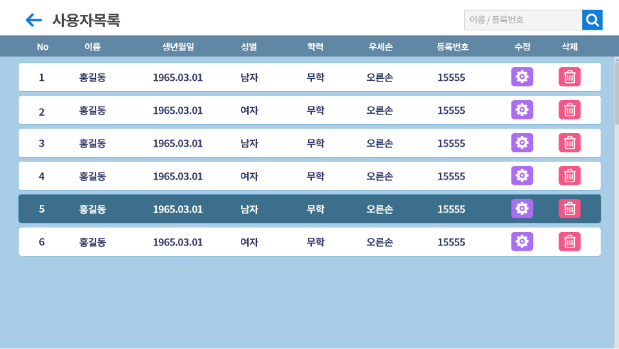 사용자목록
이름 / 등록번호
No 이름 생년월일 성별 학력 우세손 등록번호 수정 삭제
1 홍길동 1965.03.01 남자 무학 오른손 15555
2 홍길동 1965.03.01 여자 무학 오른손 15555
3 홍길동 1965.03.01 남자 무학 오른손 15555
4 홍길동 1965.03.01 여자 무학 오른손 15555
5 홍길동 1965.03.01 남자 무학 오른손 15555
6 홍길동 1965.03.01 여자 무학 오른손 15555